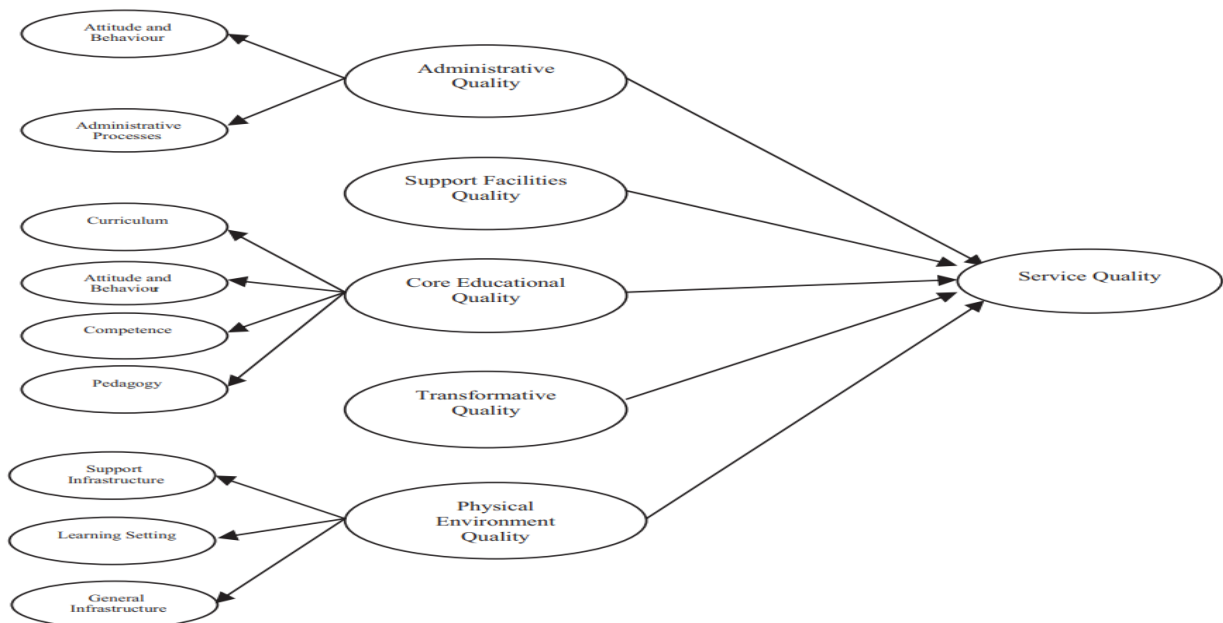 Attitude and
Behaviour
Administrative
Processes
Curriculum
Attitude and
Behaviour
Competence
Pedagogy
Support
Infrastructure
Learning Setting
General
Infrastructure
Administrative
Quality
Support Facilities
Quality
Core Educational
Quality
Transformative
Quality
Physical
Environment
Quality
Service Quality